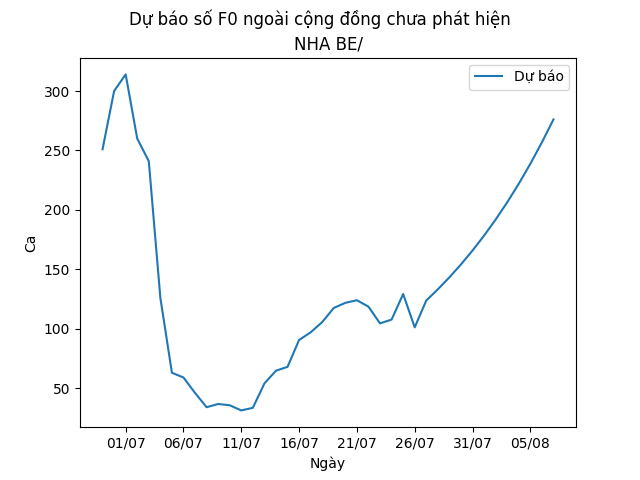 Dự báo số F0 ngoài cộng đồng chưa phát hiện
NHA BE/
Dự báo
Ca
300
250
200
150
100
50
01/07 06/07 11/07 16/07 21/07 26/07 31/07 05/08
Ngày